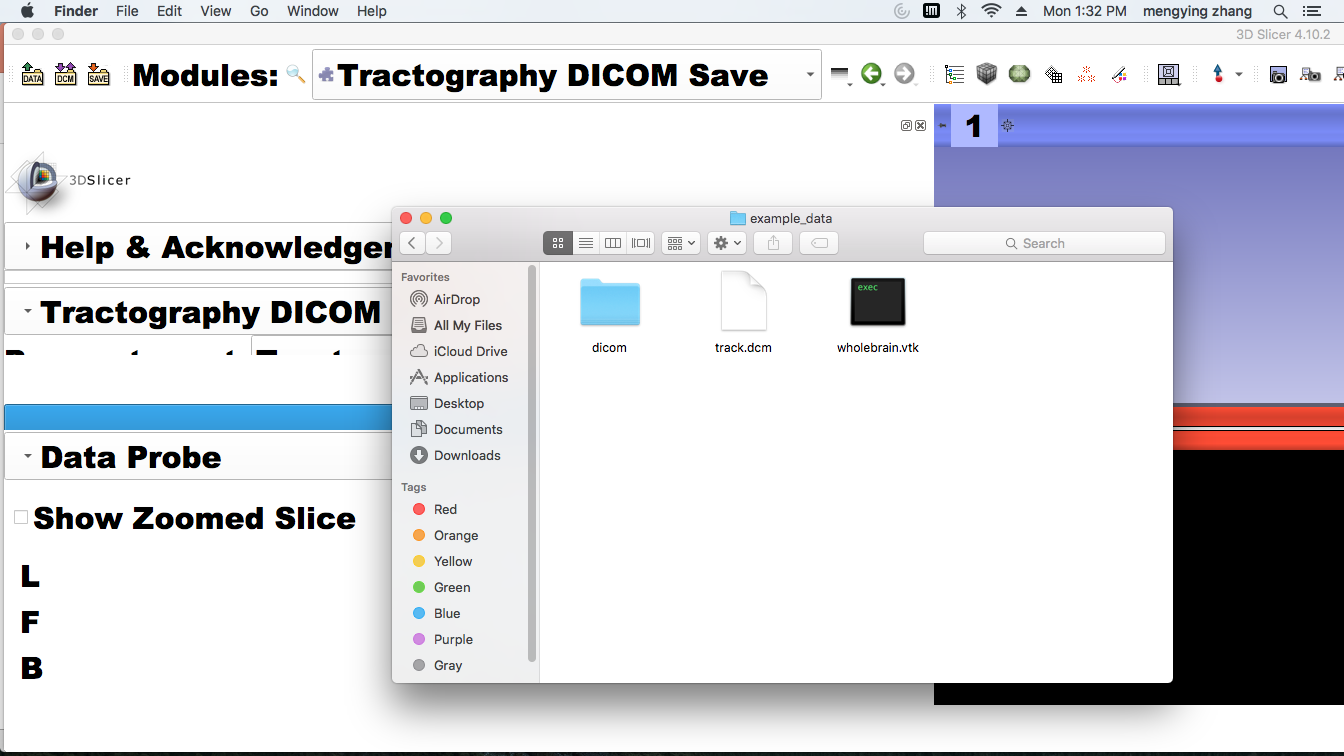 Finder File Edit View Go Window Help Mon 1:32 PM mengying zhang
3D Slicer 4.10.2
DATA DCM SAVE Modules: Tractography DICOM Save
1
3DSlicer
Help & Acknowledger
Tractography DICOM
Data Probe
Show Zoomed Slice
L
F
B
example_data
Search
Favorites
AirDrop
All My Files
iCloud Drive
Applications
Desktop
Documents
Downloads
Tags
Red
Orange
Yellow
Green
Blue
Purple
Gray
exec
dicom
track.dcm
wholebrain.vtk